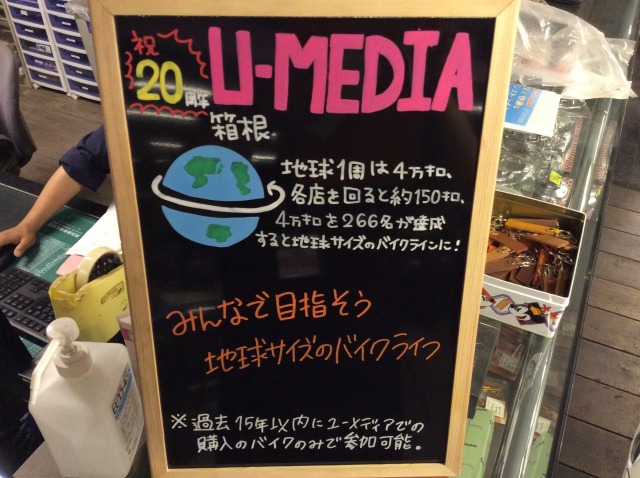 祝
20周年
U-MEDIA
箱根
地球1個は4万キロ、
各店を回ると約150キロ、
4万キロを266名が達成
すると地球サイズのバイクラインに!
みんなで目指そう
地球サイズのバイクライフ
※過去15年以内にユーメディアでの
購入のバイクのみで参加可能。